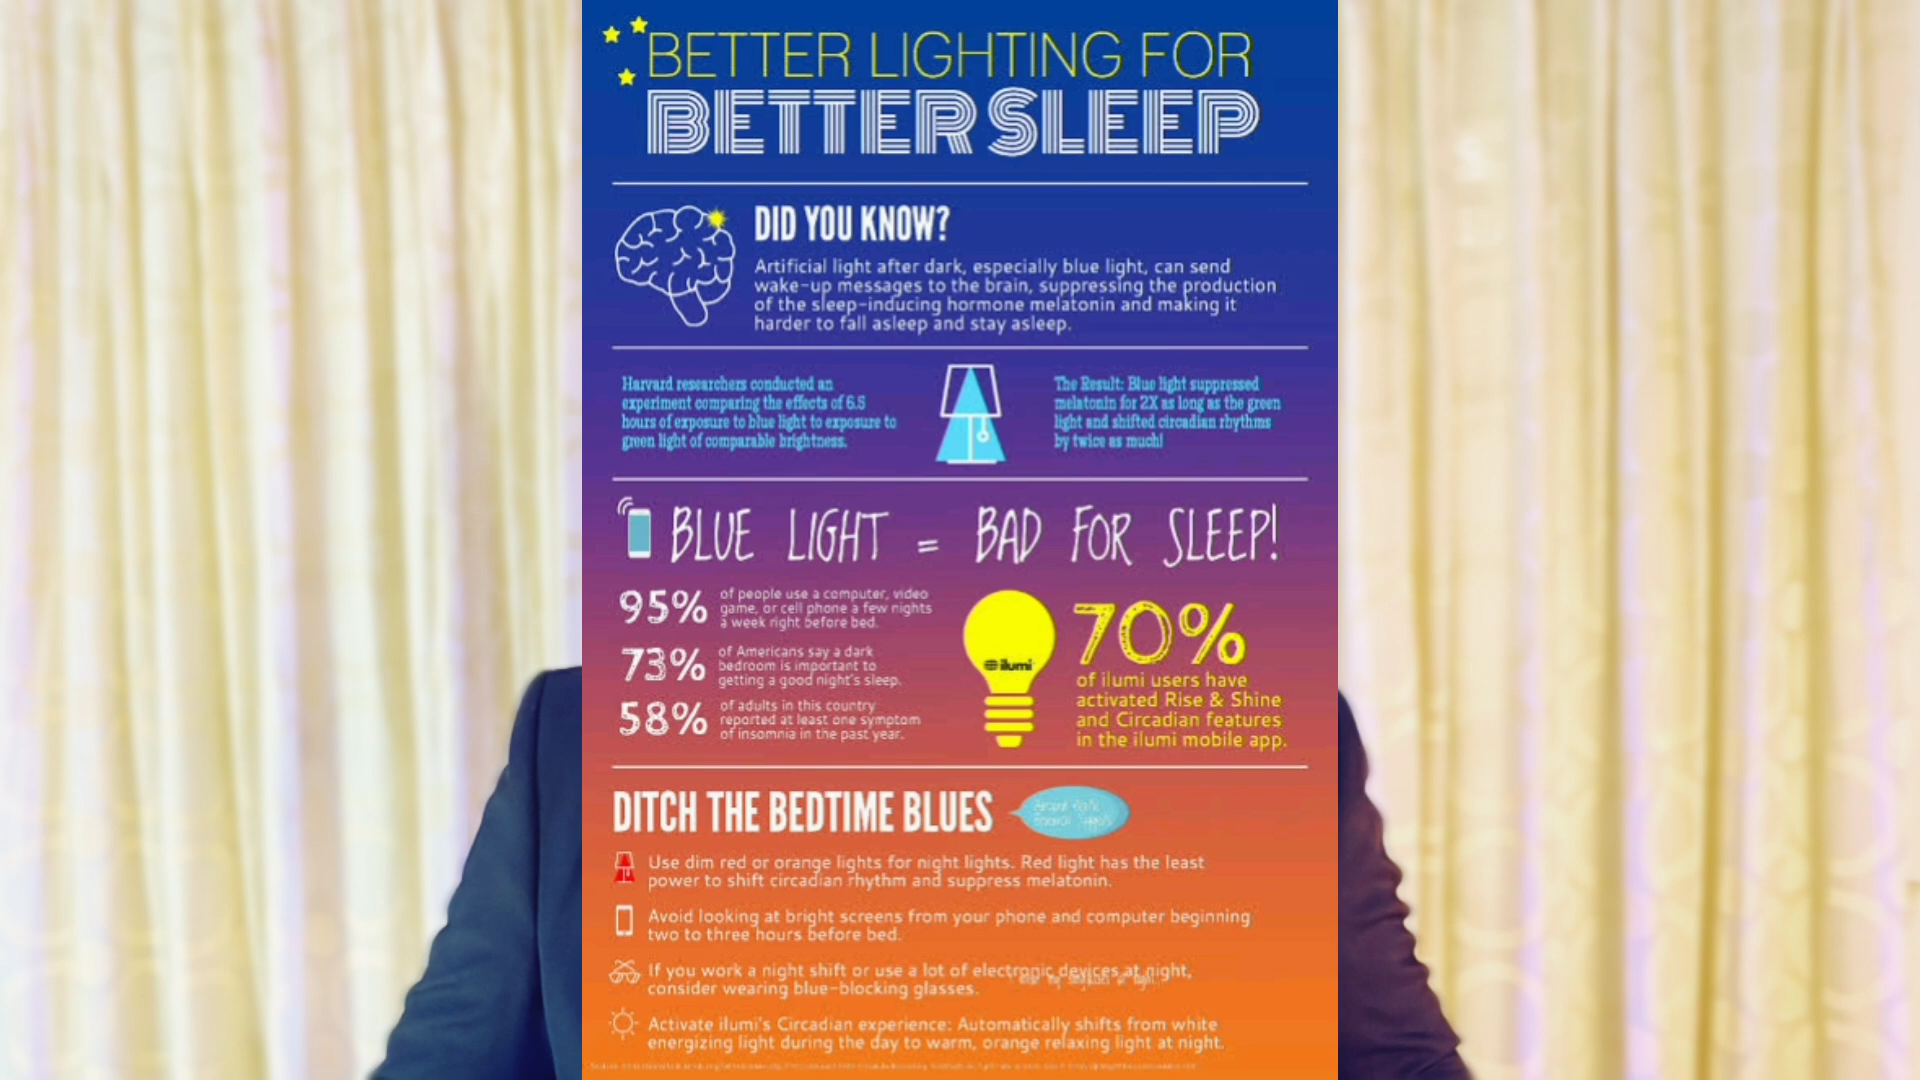 BETTER LIGHTING FOR
BETTER SLEEP
DID YOU KNOW?
Artificial light after dark, especially blue light, can send
wake-up messages to the brain, suppressing the production
of the sleep-inducing hormone melatonin and making it
harder to fall asleep and stay asleep.
Harvard researchers conducted an
experiment comparing the effects of 6.5
hours of exposure to blue light to exposure to
green light of comparable brightness.
The Result: Blue light suppressed
melatonin for 2X as long as the green
light and shifted circadian rhythms
by twice as much!
BLUE LIGHT = BAD FOR SLEEP!
95%
of people use a computer, video
game, or cell phone a few nights
a week right before bed.
73%
of Americans say a dark
bedroom is important to
getting a good night's sleep.
58%
of adults in this country
reported at least one symptom
of insomnia in the past year.
ilumi
70%
of ilumi users have
activated Rise & Shine
and Circadian features
in the ilumi mobile app.
DITCH THE BEDTIME BLUES
Use dim red or orange lights for night lights. Red light has the least
power to shift circadian rhythm and suppress melatonin.
Avoid looking at bright screens from your phone and computer beginning
two to three hours before bed.
If you work a night shift or use a lot of electronic devices at night,
consider wearing blue-blocking glasses.
Activate ilumi's Circadian experience: Automatically shifts from white
energizing light during the day to warm, orange relaxing light at night.